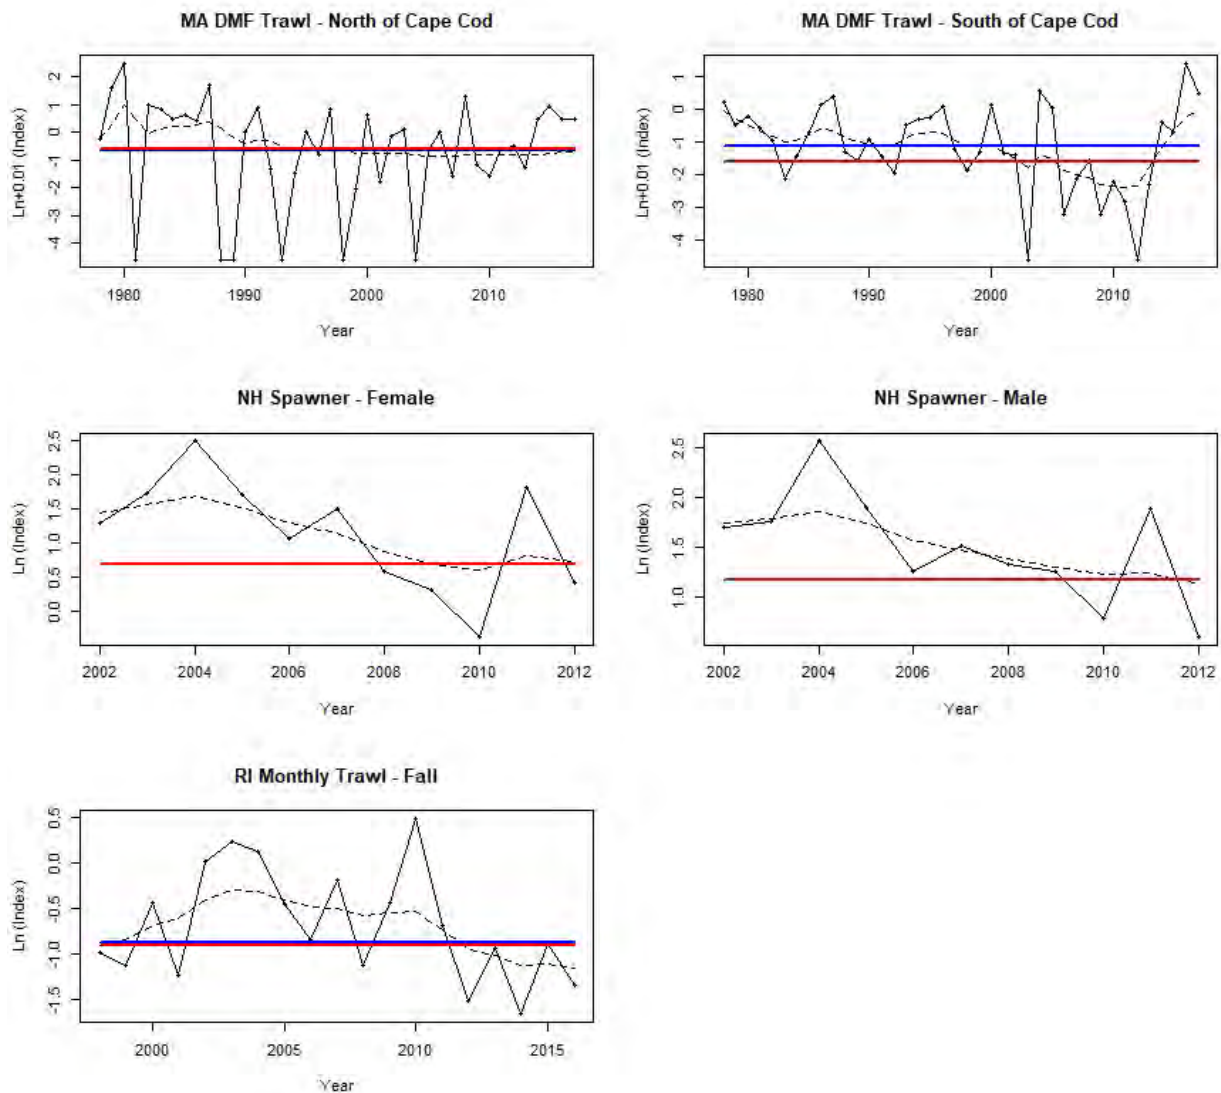 MA DMF Trawl - North of Cape Cod
Ln+0.01 (Index)
2
1
0
-1
-2
-3
-4
1980 1990 2000 2010
Year
MA DMF Trawl - South of Cape Cod
Ln+0.01 (Index)
1
0
-1
-2
-3
-4
1980 1990 2000 2010
Year
NH Spawner - Female
Ln (Index)
2.5
2.0
1.5
1.0
0.5
0.0
2002 2004 2006 2008 2010 2012
Year
NH Spawner - Male
Ln (Index)
2.5
2.0
1.5
1.0
2002 2004 2006 2008 2010 2012
Year
RI Monthly Trawl - Fall
Ln (Index)
0.5
0.0
-0.5
-1.0
-1.5
2000 2005 2010 2015
Year